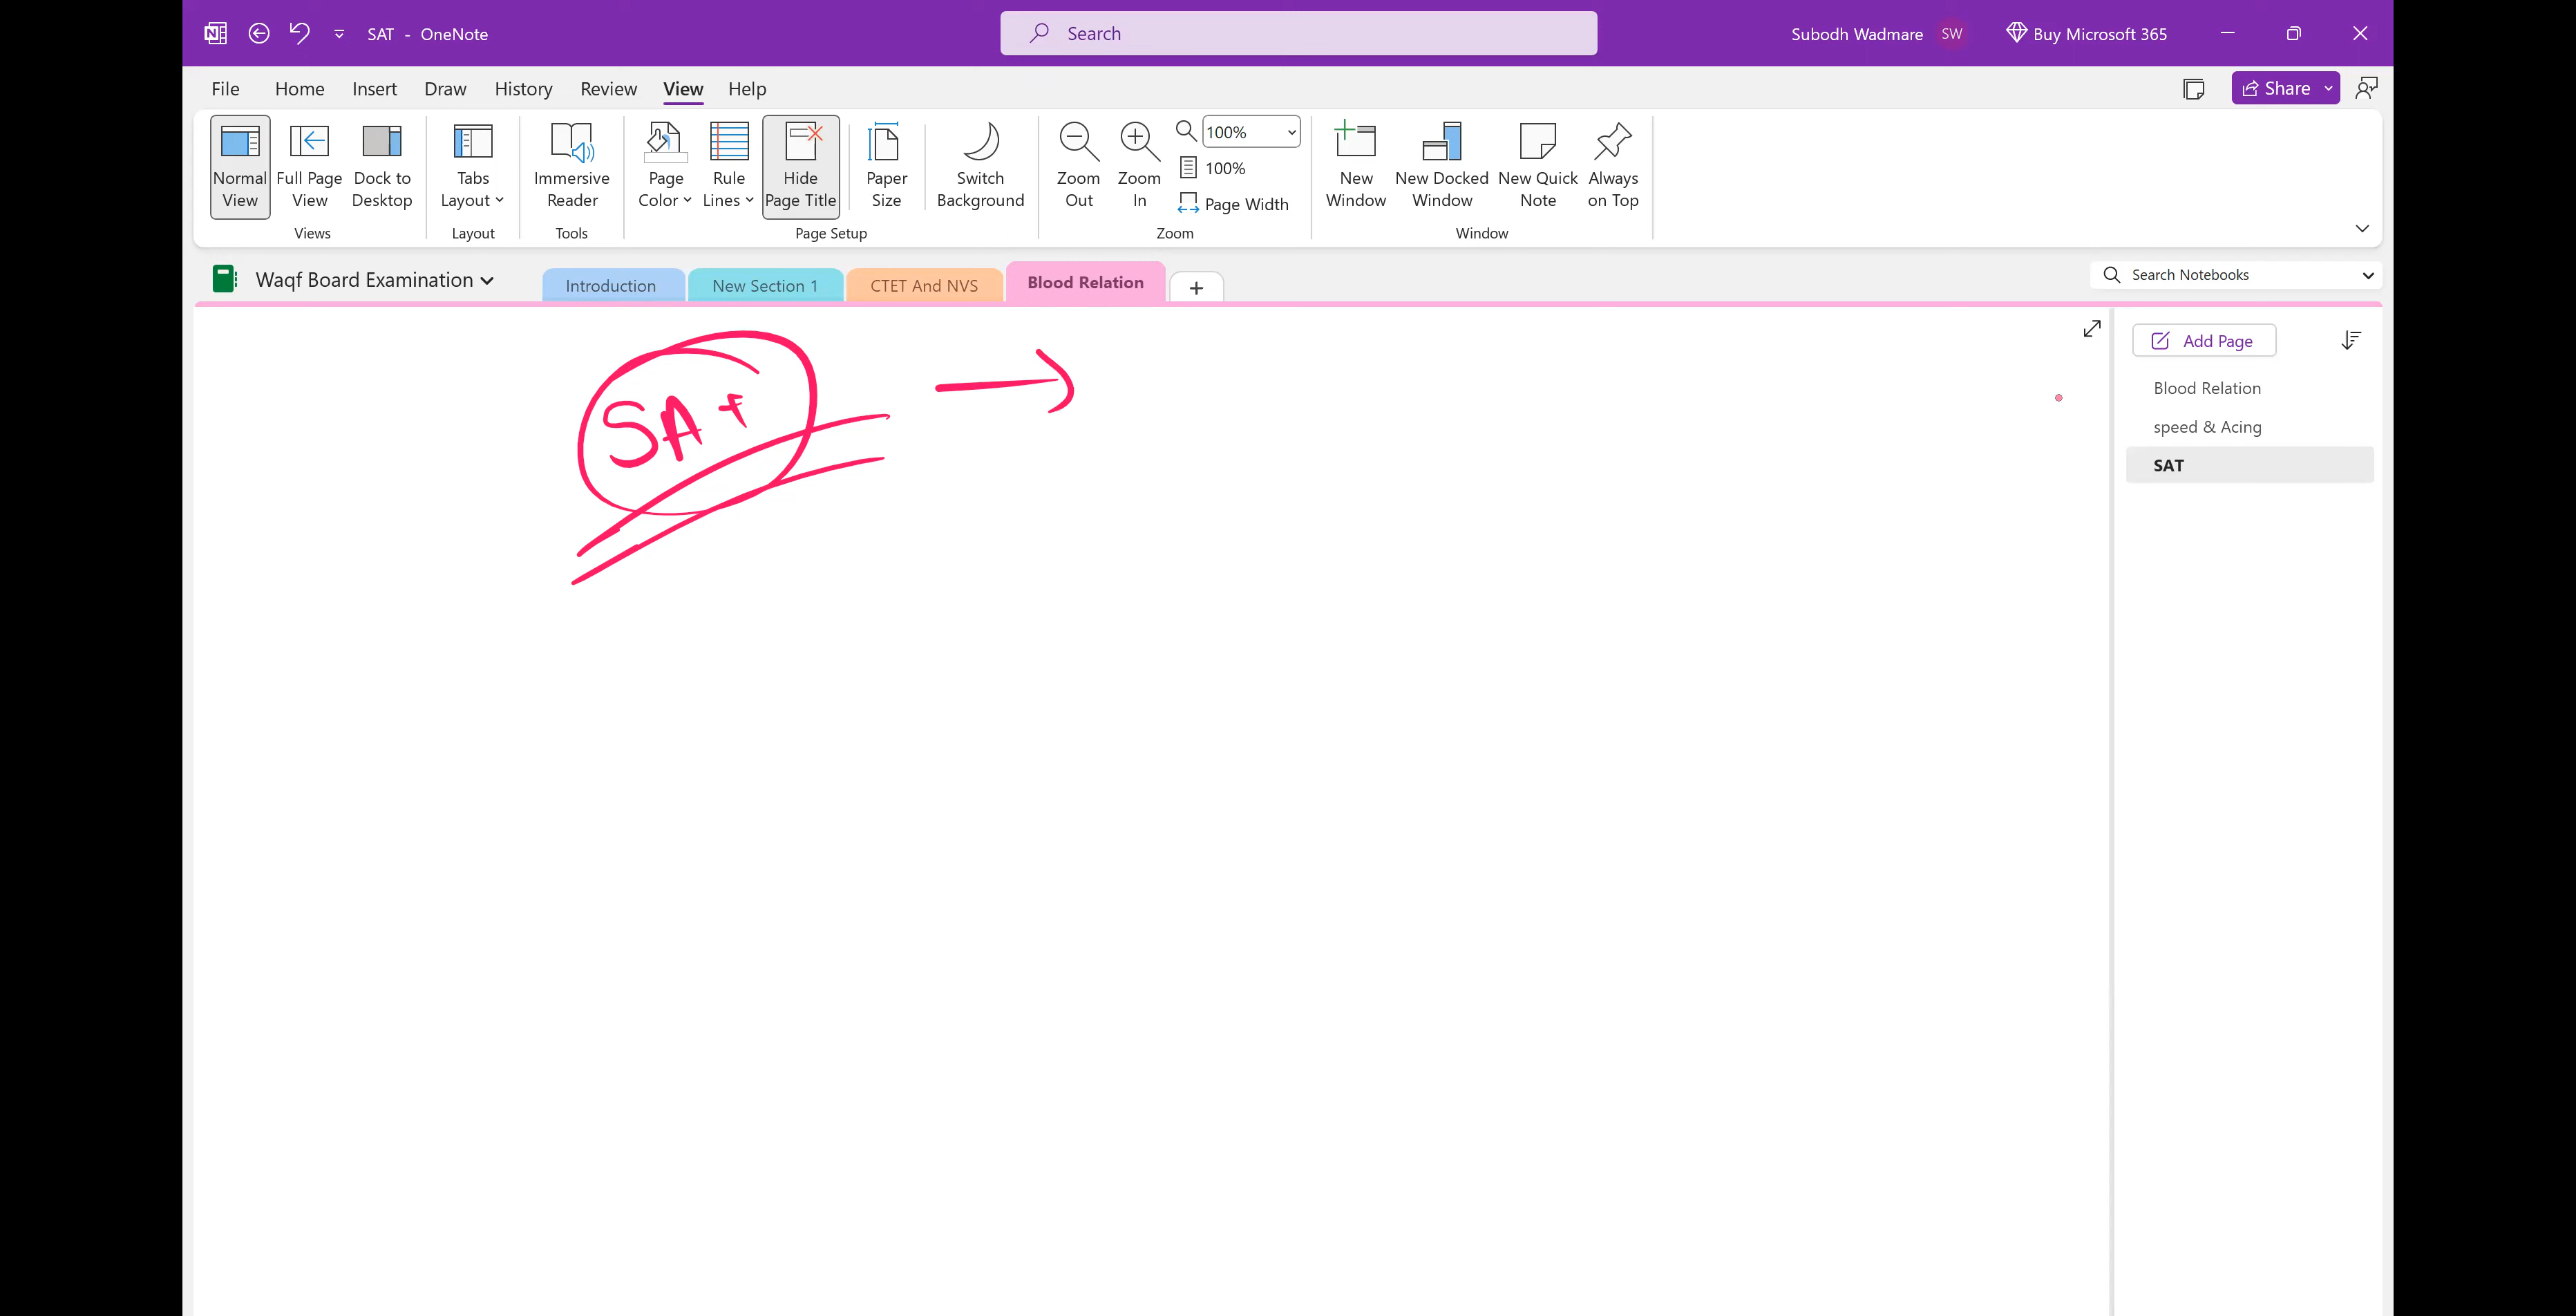 SAT - OneNote
Search
Subodh Wadmare SW
Buy Microsoft 365
File Home Insert Draw History Review View Help
Share
Normal View
Full Page View
Dock to Desktop
Tabs Layout
Immersive Reader
Page Color
Rule Lines
Hide Page Title
Paper Size
Switch Background
Zoom Out
Zoom In
100%
100%
Page Width
New Window
New Docked Window
New Quick Note
Always on Top
Views Layout Tools Page Setup Zoom Window
Waqf Board Examination
Introduction
New Section 1
CTET And NVS
Blood Relation
+
Search Notebooks
Add Page
Blood Relation
speed & Acing
SAT
SAT